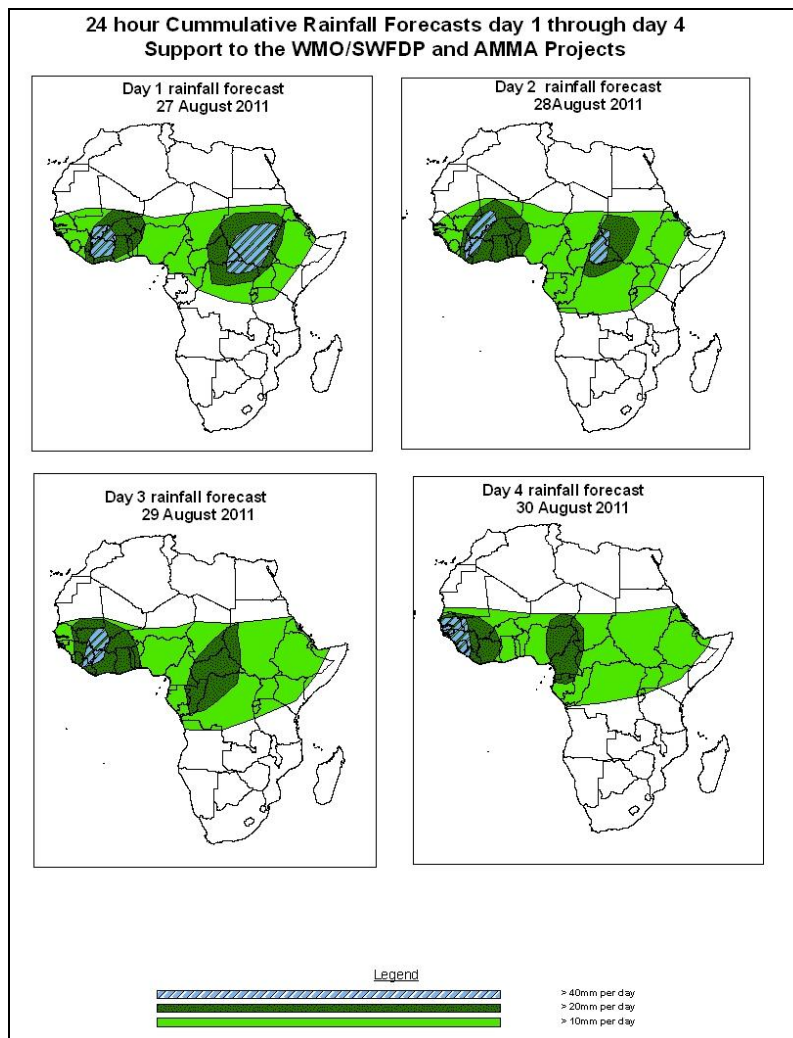 24 hour Cummulative Rainfall Forecasts day 1 through day 4
Support to the WMO/SWFDP and AMMA Projects
Day 1 rainfall forecast
27 August 2011
Day 2 rainfall forecast
28August 2011
Day 3 rainfall forecast
29 August 2011
Day 4 rainfall forecast
30 August 2011
Legend
> 40mm per day
> 20mm per day
> 10mm per day